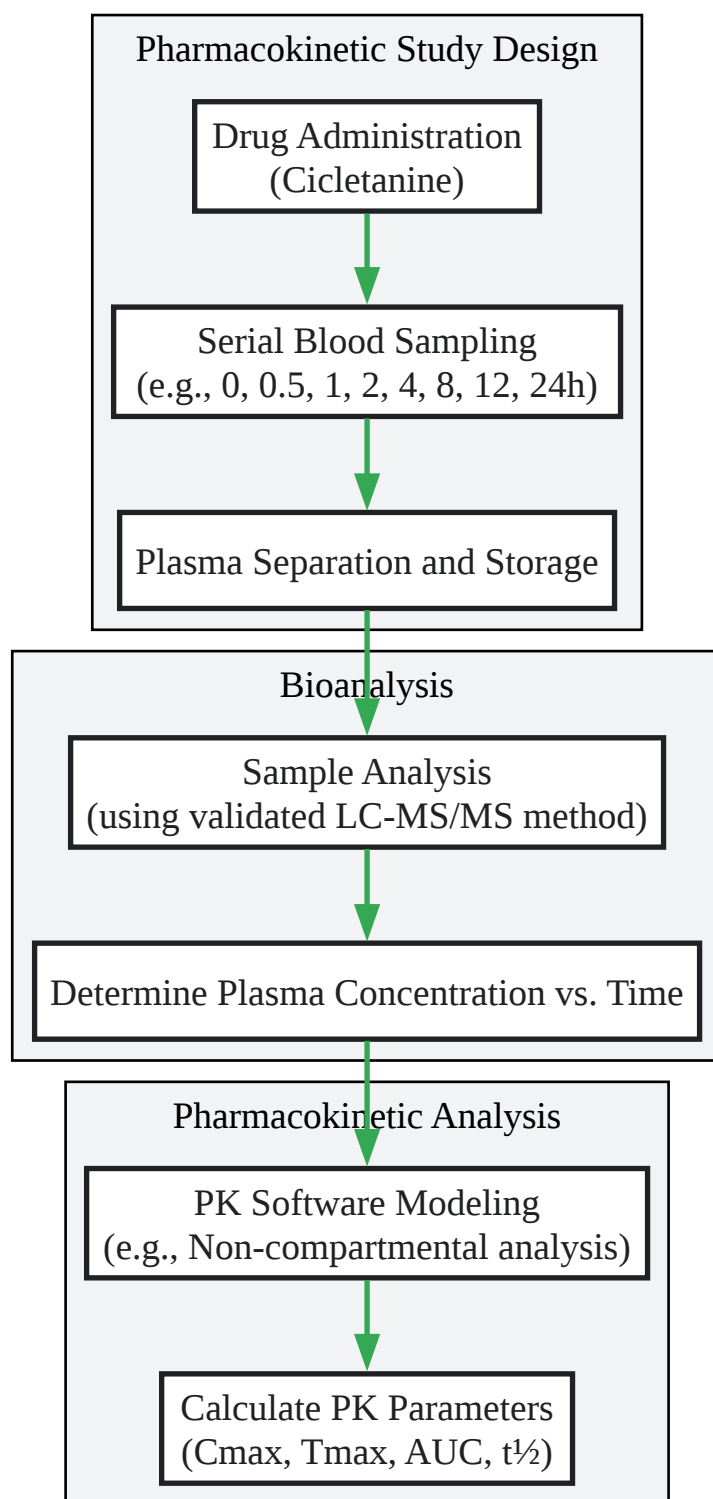 Pharmacokinetic Study Design
Drug Administration
(Cicletanine)
Serial Blood Sampling
(e.g., 0, 0.5, 1, 2, 4, 8, 12, 24h)
Plasma Separation and Storage
Bioanalysis
Sample Analysis
(using validated LC-MS/MS method)
Determine Plasma Concentration vs. Time
Pharmacokinetic Analysis
PK Software Modeling
(e.g., Non-compartmental analysis)
Calculate PK Parameters
(Cmax, Tmax, AUC, t½)